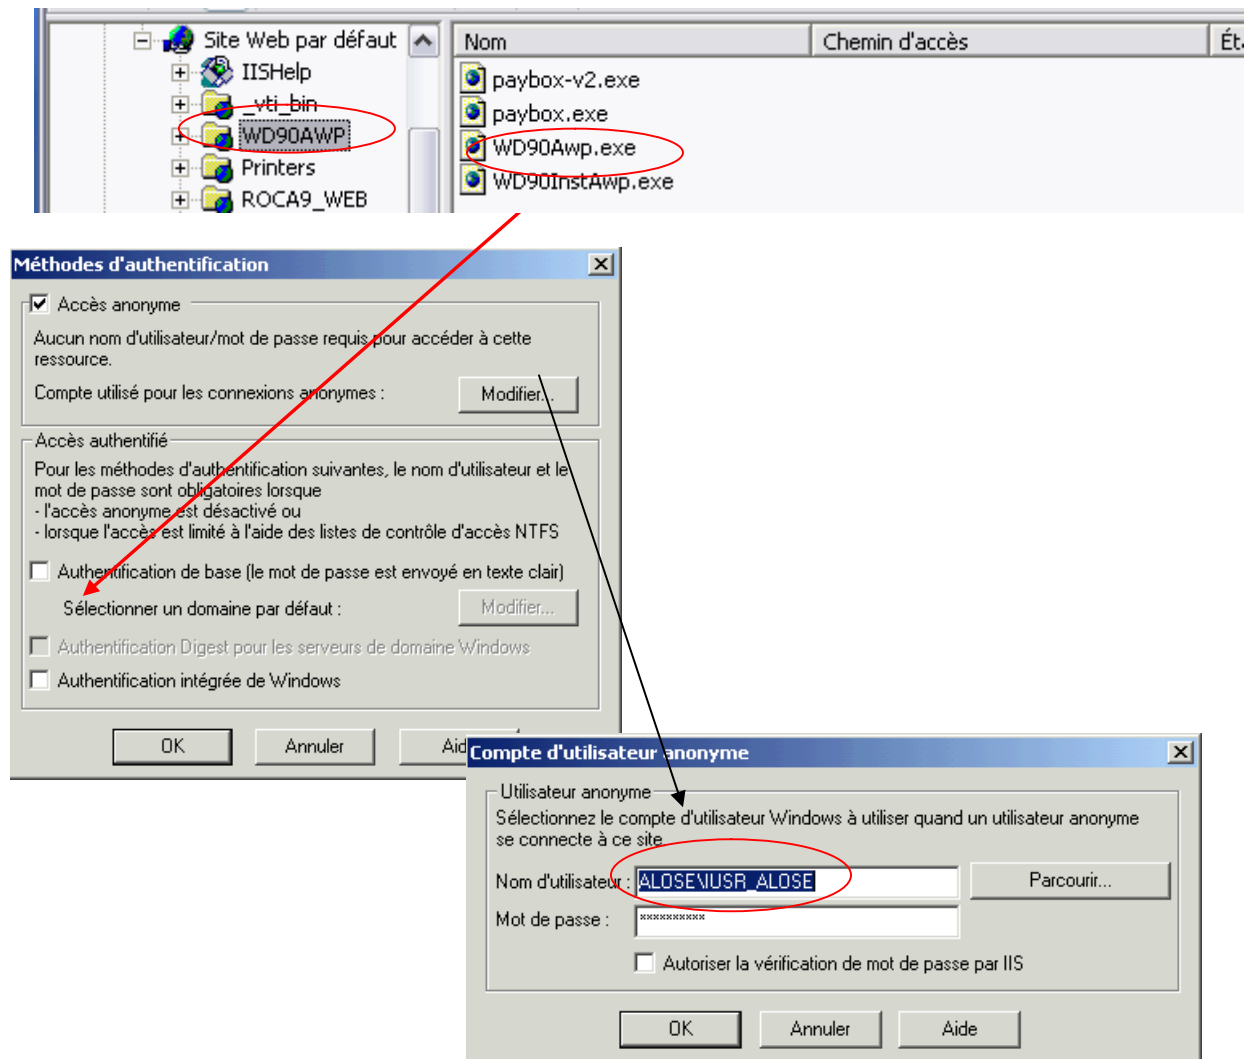 Site Web par défaut
IISHelp
_vti_bin
WD90AWP
Printers
ROCA9_WEB
Nom
Chemin d'accès
Ét
paybox-v2.exe
paybox.exe
WD90Awp.exe
WD90InstAwp.exe
Méthodes d'authentification
Accès anonyme
Aucun nom d'utilisateur/mot de passe requis pour accéder à cette
ressource.
Compte utilisé pour les connexions anonymes :
Modifier...
Accès authentifié
Pour les méthodes d'authentification suivantes, le nom d'utilisateur et le
mot de passe sont obligatoires lorsque
- l'accès anonyme est désactivé ou
- lorsque l'accès est limité à l'aide des listes de contrôle d'accès NTFS
Authentification de base (le mot de passe est envoyé en texte clair)
Sélectionner un domaine par défaut :
Modifier...
Authentification Digest pour les serveurs de domaine Windows
Authentification intégrée de Windows
OK
Annuler
Aid
Compte d'utilisateur anonyme
Utilisateur anonyme
Sélectionnez le compte d'utilisateur Windows à utiliser quand un utilisateur anonyme
se connecte à ce site.
Nom d'utilisateur :
ALOSE\IUSR_ALOSE
Parcourir...
Mot de passe :
**********
Autoriser la vérification de mot de passe par IIS
OK
Annuler
Aide